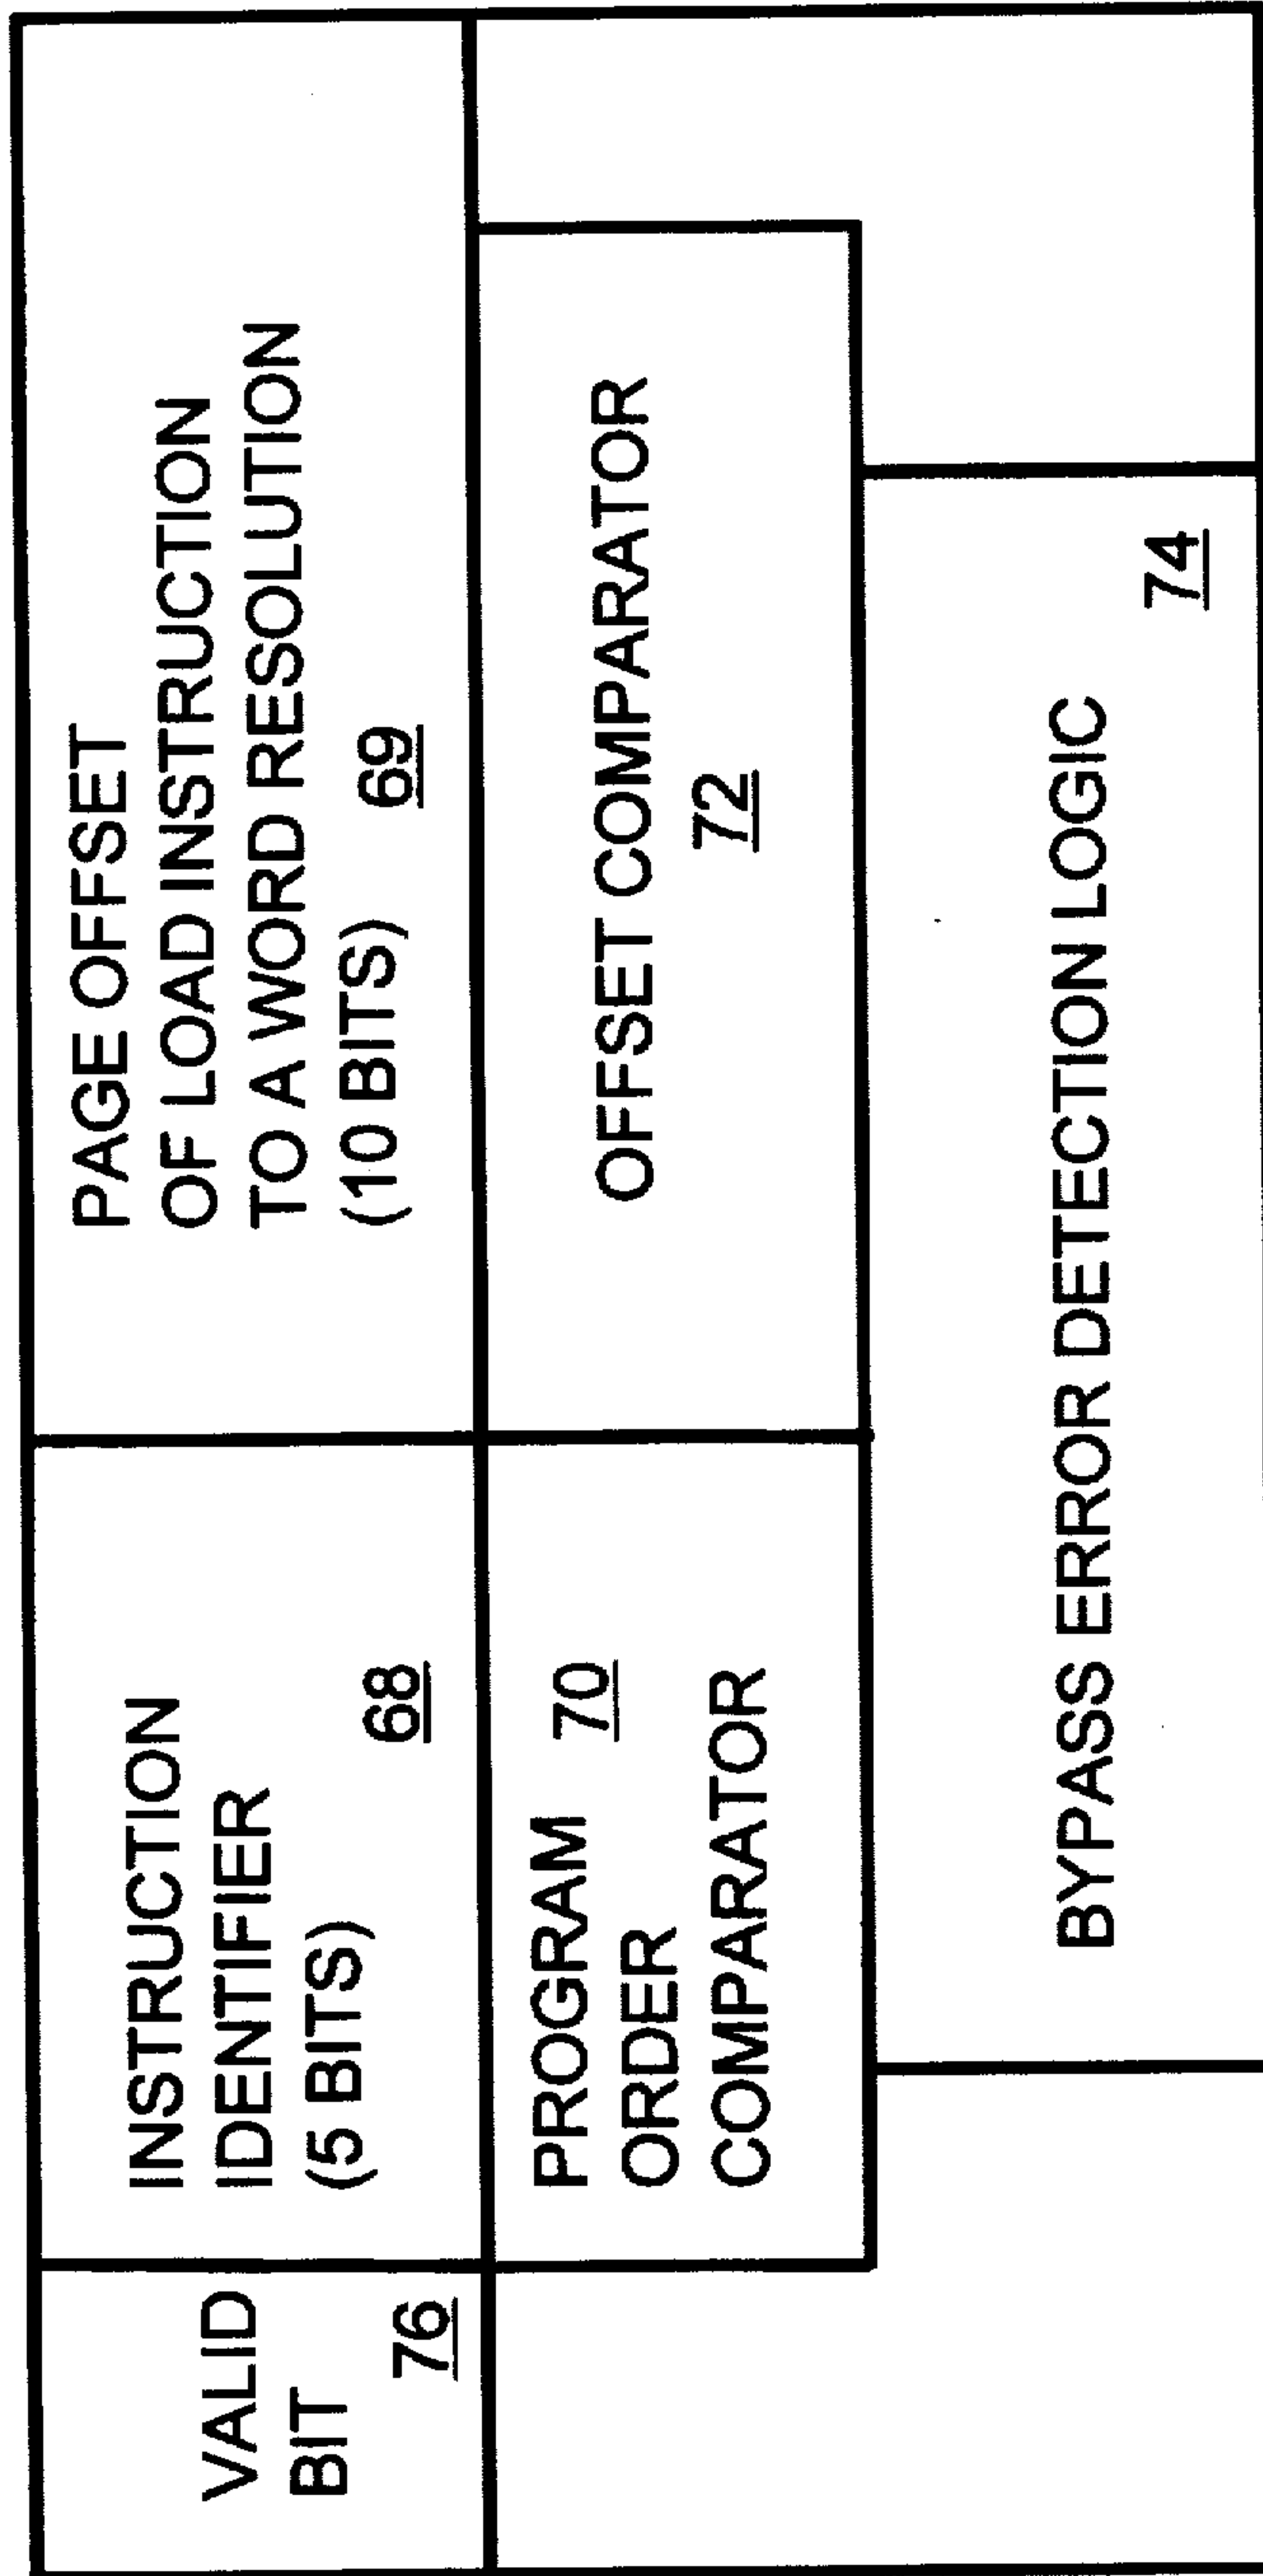 VALID
BIT
76
INSTRUCTION
IDENTIFIER
(5 BITS)
68
PAGE OFFSET
OF LOAD INSTRUCTION
TO A WORD RESOLUTION
(10 BITS) 69
PROGRAM 70
ORDER
COMPARATOR
OFFSET COMPARATOR
72
BYPASS ERROR DETECTION LOGIC
74